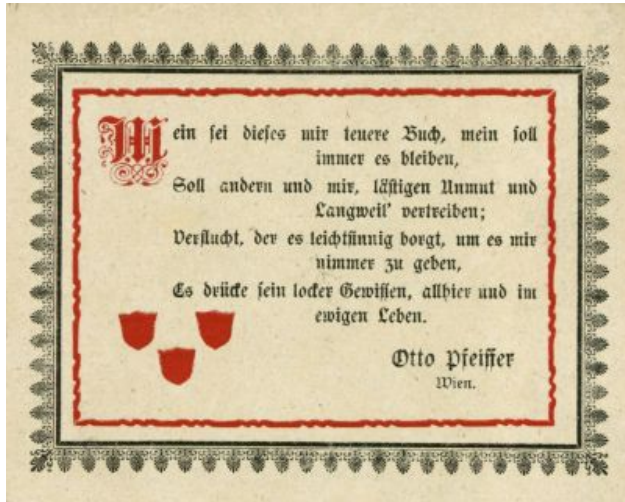 Mein sei dieses mir teuere Buch, mein soll
immer es bleiben,
Soll andern und mir, lästigen Unmut und
Langweil' vertreiben;
Verflucht, der es leichtsinnig borgt, um es mir
nimmer zu geben,
Es drücke sein locker Gewissen, allhier und im
ewigen Leben.
Otto Pfeiffer
Wien.